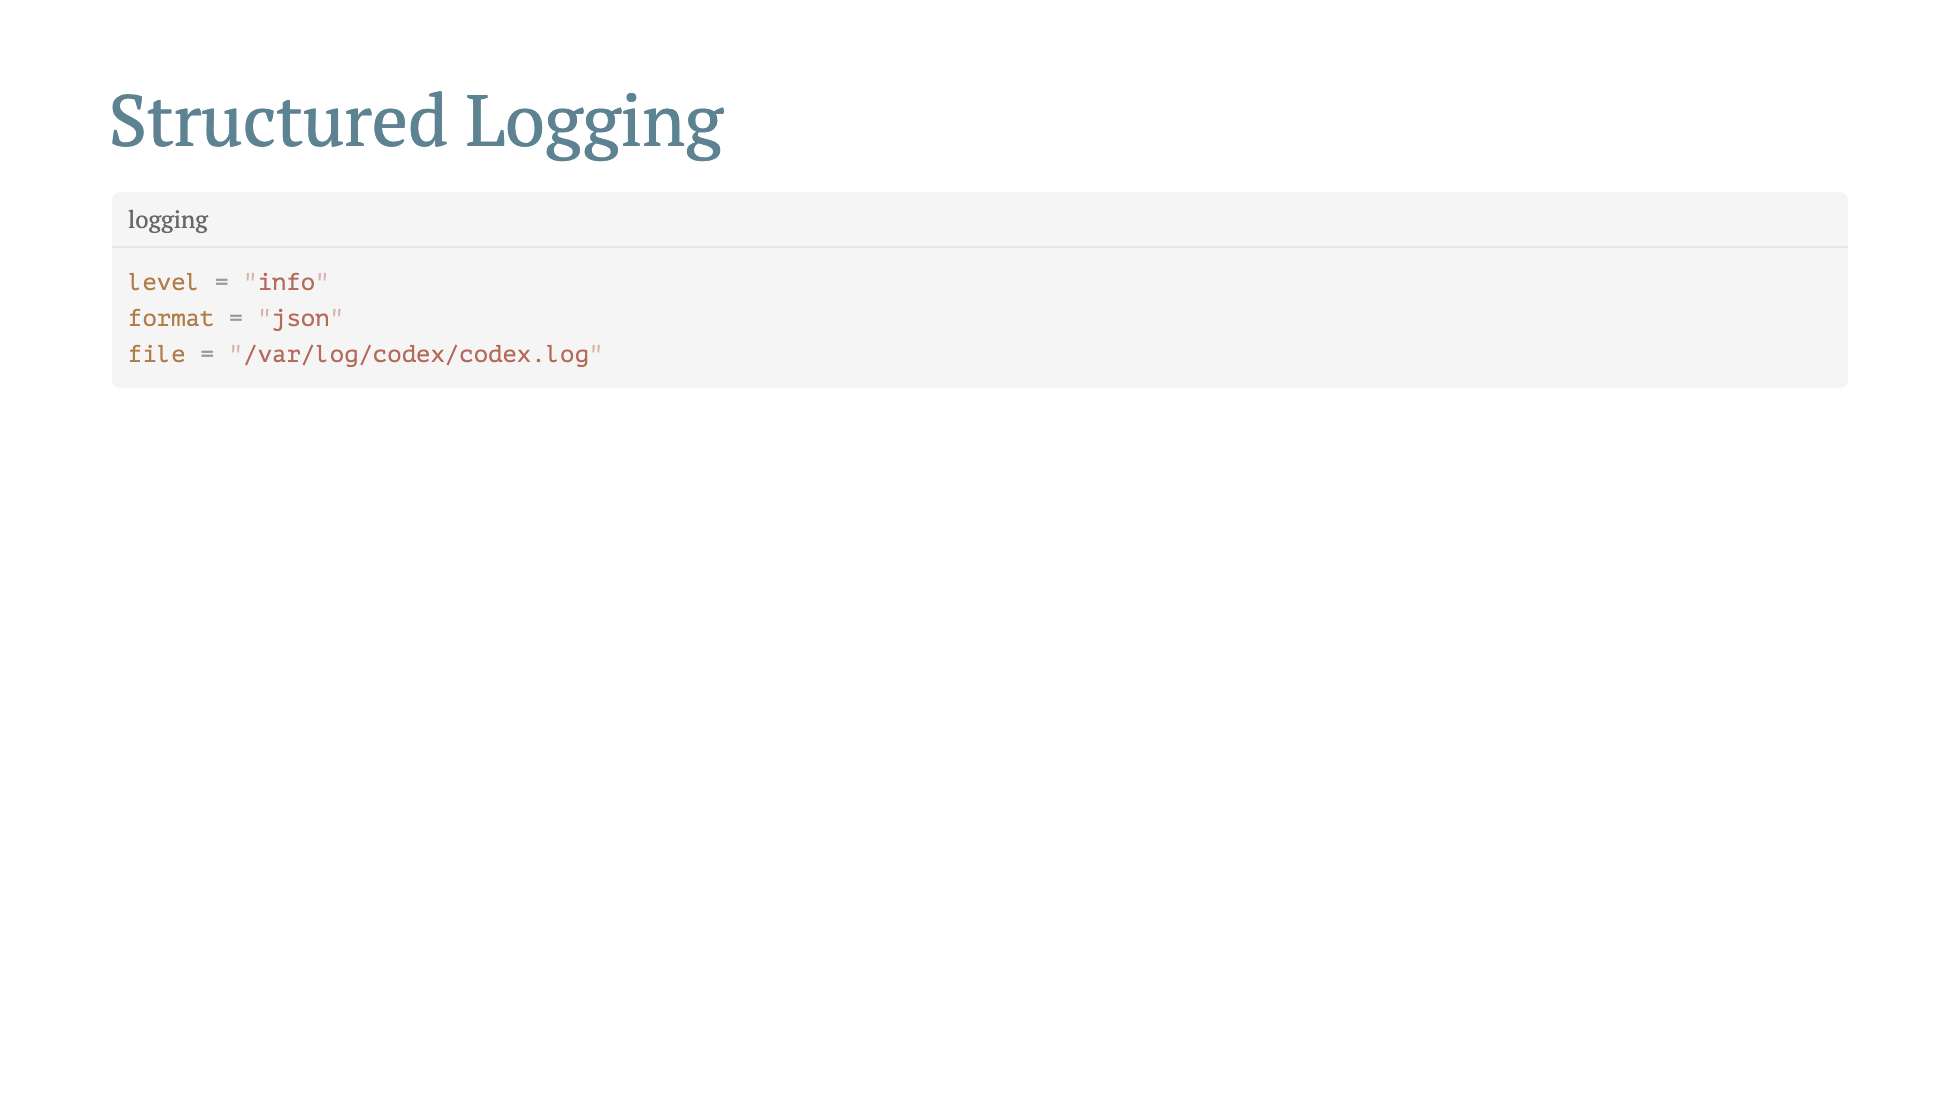 Structured Logging
logging
level = "info"
format = "json"
file = "/var/log/codex/codex.log"